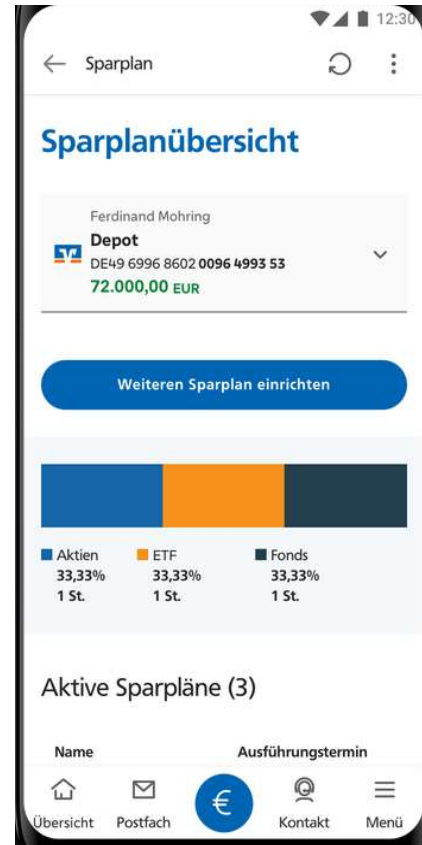 12:30
Sparplan
Sparplanübersicht
Ferdinand Mohring
Depot
DE49 6996 8602 0096 4993 53
72.000,00 EUR
Weiteren Sparplan einrichten
Aktien ETF Fonds
33,33% 33,33% 33,33%
1 St. 1 St. 1 St.
Aktive Sparpläne (3)
Name Ausführungstermin
€
Übersicht Postfach Kontakt Menü